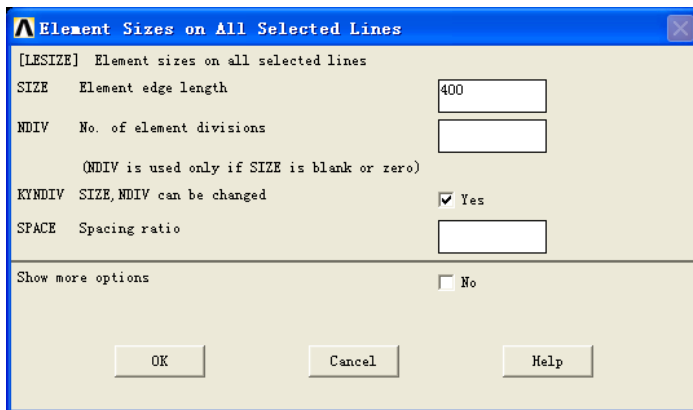 Element Sizes on All Selected Lines
[LESIZE] Element sizes on all selected lines
SIZE Element edge length 400
NDIV No. of element divisions
(NDIV is used only if SIZE is blank or zero)
KYNDIV SIZE,NDIV can be changed Yes
SPACE Spacing ratio
Show more options No
OK Cancel Help